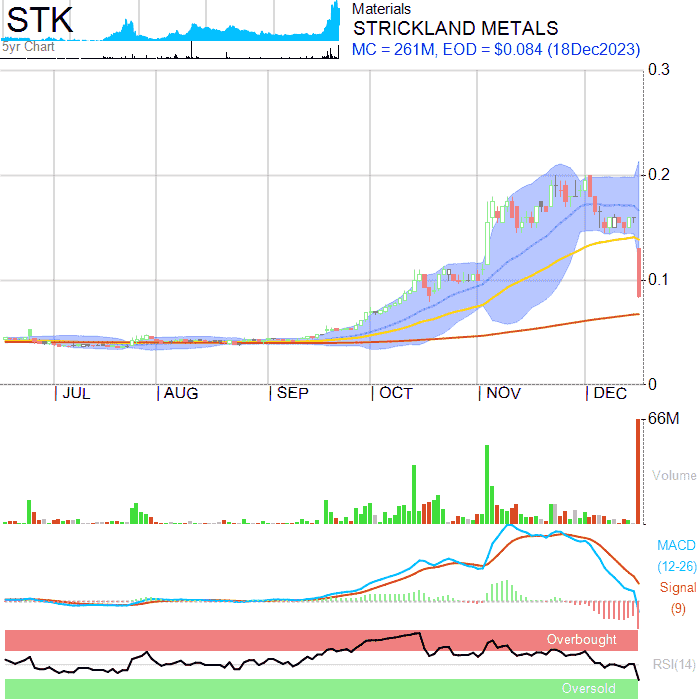 STK
5yr Chart
Materials
STRICKLAND METALS
MC = 261M, EOD = $0.084 (18Dec2023)
0.3
0.2
0.1
0
JUL AUG SEP OCT NOV DEC
66M
Volume
MACD
(12-26)
Signal
(9)
Overbought
RSI(14)
Oversold